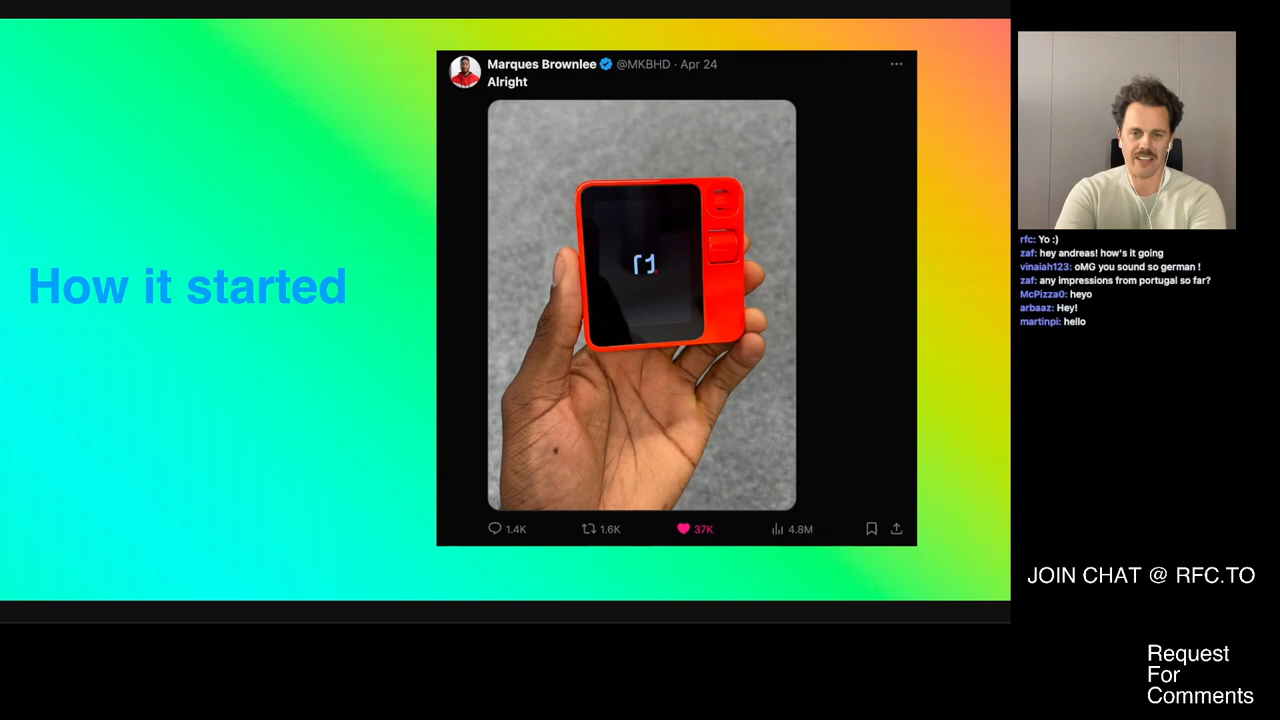 How it started
Marques Brownlee @MKBHD · Apr 24
Alright
r1
1.4K 1.6K 37K 4.8M
rfc: Yo :)
zaf: hey andreas! how's it going
vinaiah123: oMG you sound so german !
zaf: any impressions from portugal so far?
McPizza0: heyo
arbaaz: Hey!
martinpi: hello
JOIN CHAT @ RFC.TO
Request
For
Comments